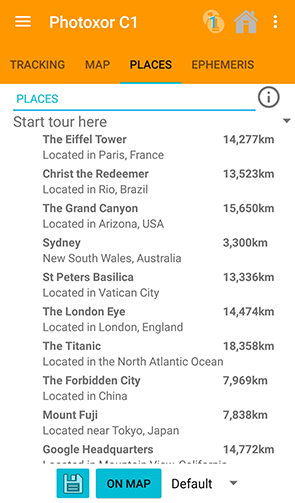 Photoxor C1
TRACKING MAP PLACES EPHEMERIS
PLACES
Start tour here
The Eiffel Tower 14,277km
Located in Paris, France
Christ the Redeemer 13,523km
Located in Rio, Brazil
The Grand Canyon 15,650km
Located in Arizona, USA
Sydney 3,300km
New South Wales, Australia
St Peters Basilica 13,336km
Located in Vatican City
The London Eye 14,474km
Located in London, England
The Titanic 18,358km
Located in the North Atlantic Ocean
The Forbidden City 7,969km
Located in China
Mount Fuji 7,838km
Located near Tokyo, Japan
Google Headquarters 14,772km
Located in Mountain View, California
ON MAP Default